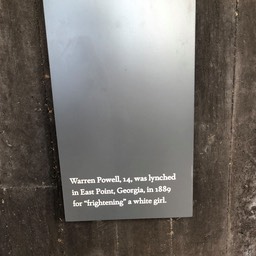 Warren Powell, 14, was lynched
in East Point, Georgia, in 1889
for “frightening” a white girl.